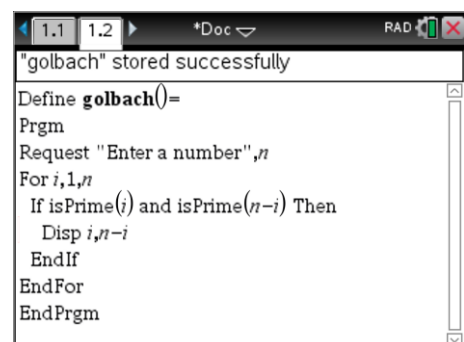 1.1 1.2 *Doc RAD
"golbach" stored successfully
Define golbach()=
Prgm
Request "Enter a number",n
For i,1,n
If isPrime(i) and isPrime(n−i) Then
Disp i,n−i
EndIf
EndFor
EndPrgm